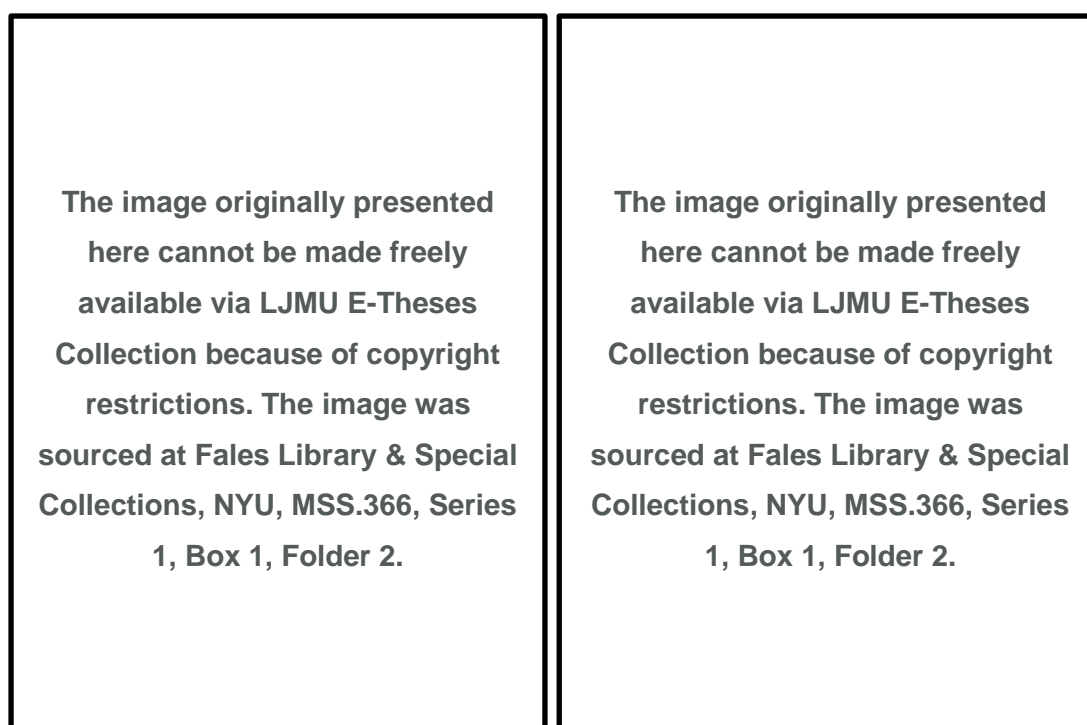 The image originally presented
here cannot be made freely
available via LJMU E-Theses
Collection because of copyright
restrictions. The image was
sourced at Fales Library & Special
Collections, NYU, MSS.366, Series
1, Box 1, Folder 2.
The image originally presented
here cannot be made freely
available via LJMU E-Theses
Collection because of copyright
restrictions. The image was
sourced at Fales Library & Special
Collections, NYU, MSS.366, Series
1, Box 1, Folder 2.